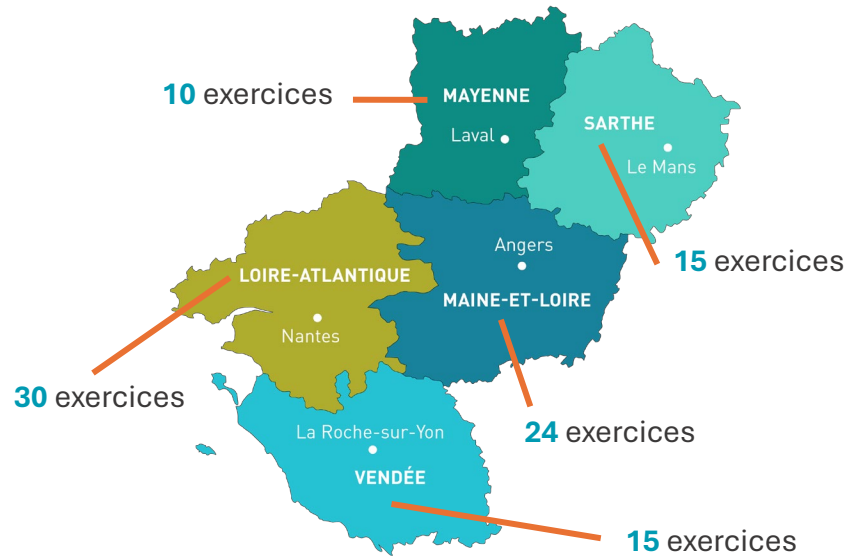 10 exercices
MAYENNE
Laval
SARTHE
Le Mans
15 exercices
LOIRE-ATLANTIQUE
Nantes
Angers
MAINE-ET-LOIRE
30 exercices
24 exercices
La Roche-sur-Yon
VENDÉE
15 exercices